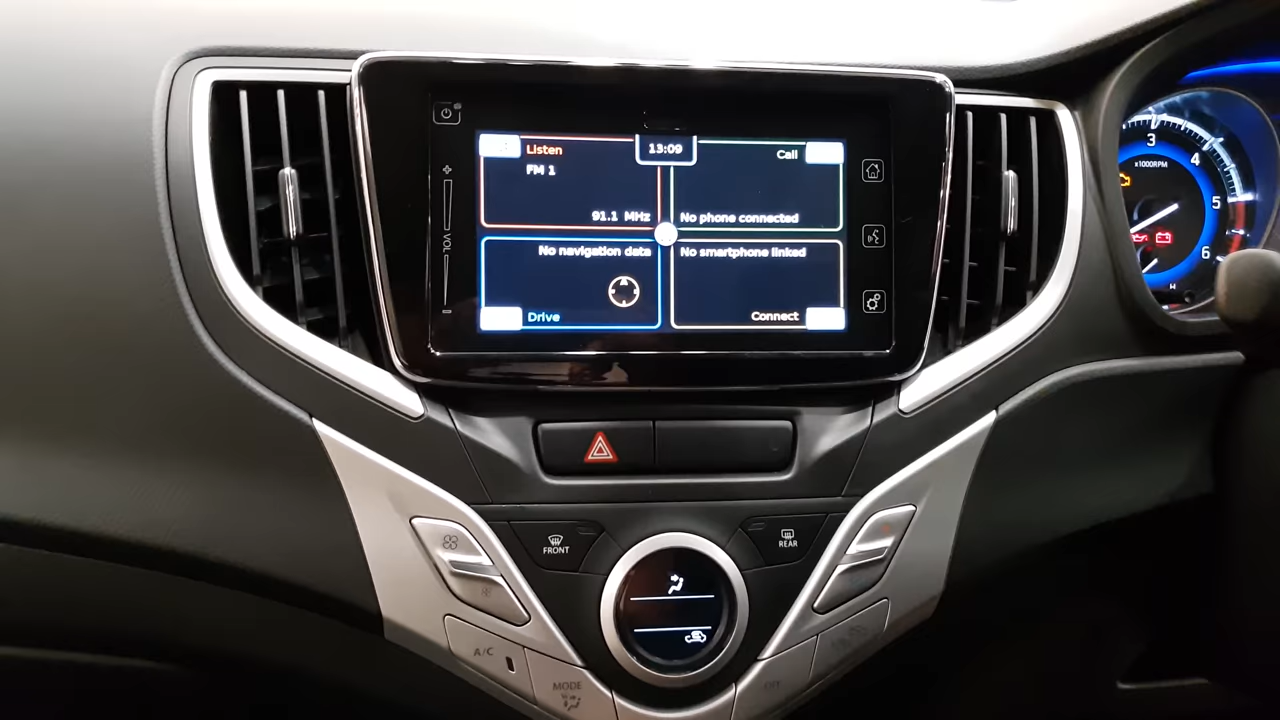 Listen
13:09
Call
FM 1
91.1 MHz
No phone connected
No navigation data
No smartphone linked
Drive
Connect
VOL
3
4
x1000RPM
5
6
H
FRONT
REAR
A/C
MODE
OFF